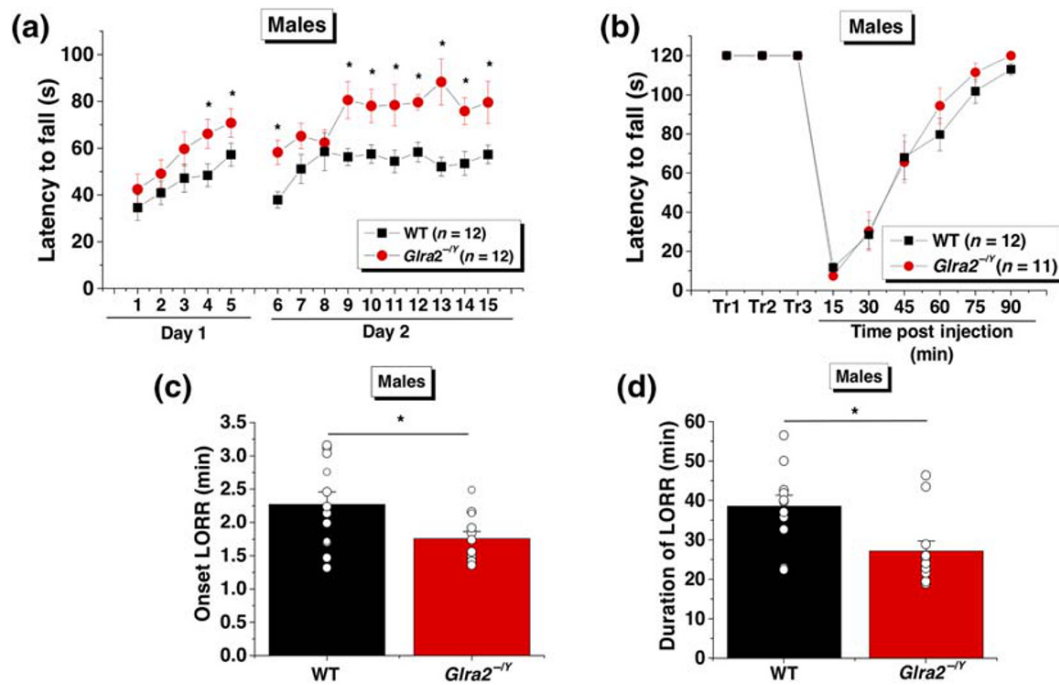 (a)
Males
Latency to fall (s)
100
80
60
40
20
0
* * * * * * * * * *
WT (n = 12)
Glra2⁻/ʸ (n = 12)
1 2 3 4 5 6 7 8 9 10 11 12 13 14 15
Day 1 Day 2
(b)
Males
Latency to fall (s)
120
100
80
60
40
20
0
WT (n = 12)
Glra2⁻/ʸ (n = 11)
Tr1 Tr2 Tr3 15 30 45 60 75 90
Time post injection
(min)
(c)
Males
Onset LORR (min)
3.5
3.0
2.5
2.0
1.5
1.0
0.5
0.0
*
WT Glra2⁻/ʸ
(d)
Males
Duration of LORR (min)
60
50
40
30
20
10
0
*
WT Glra2⁻/ʸ